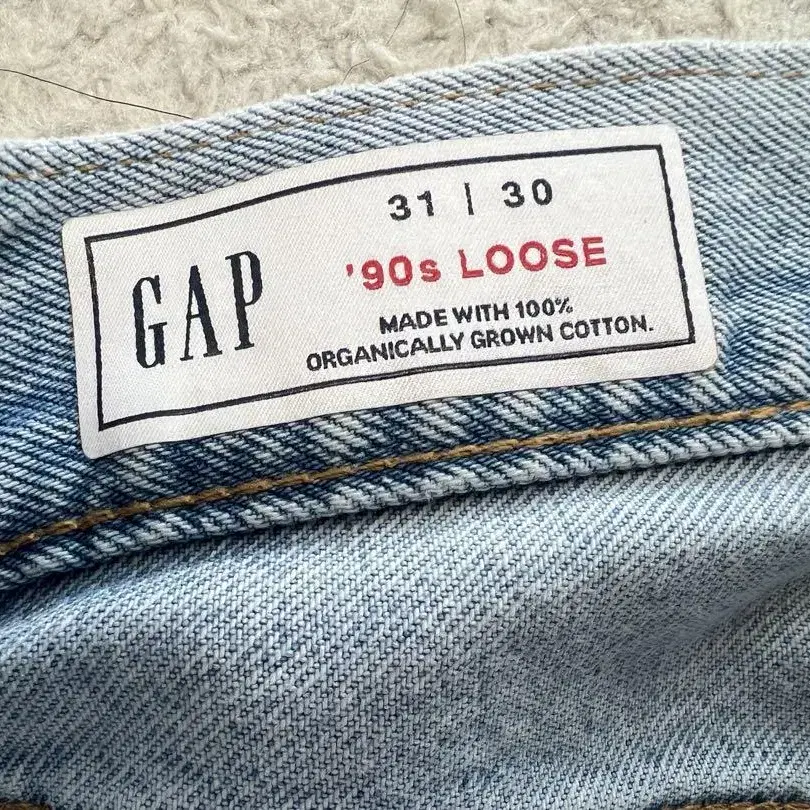 GAP
31 | 30
'90s LOOSE
MADE WITH 100%
ORGANICALLY GROWN COTTON.